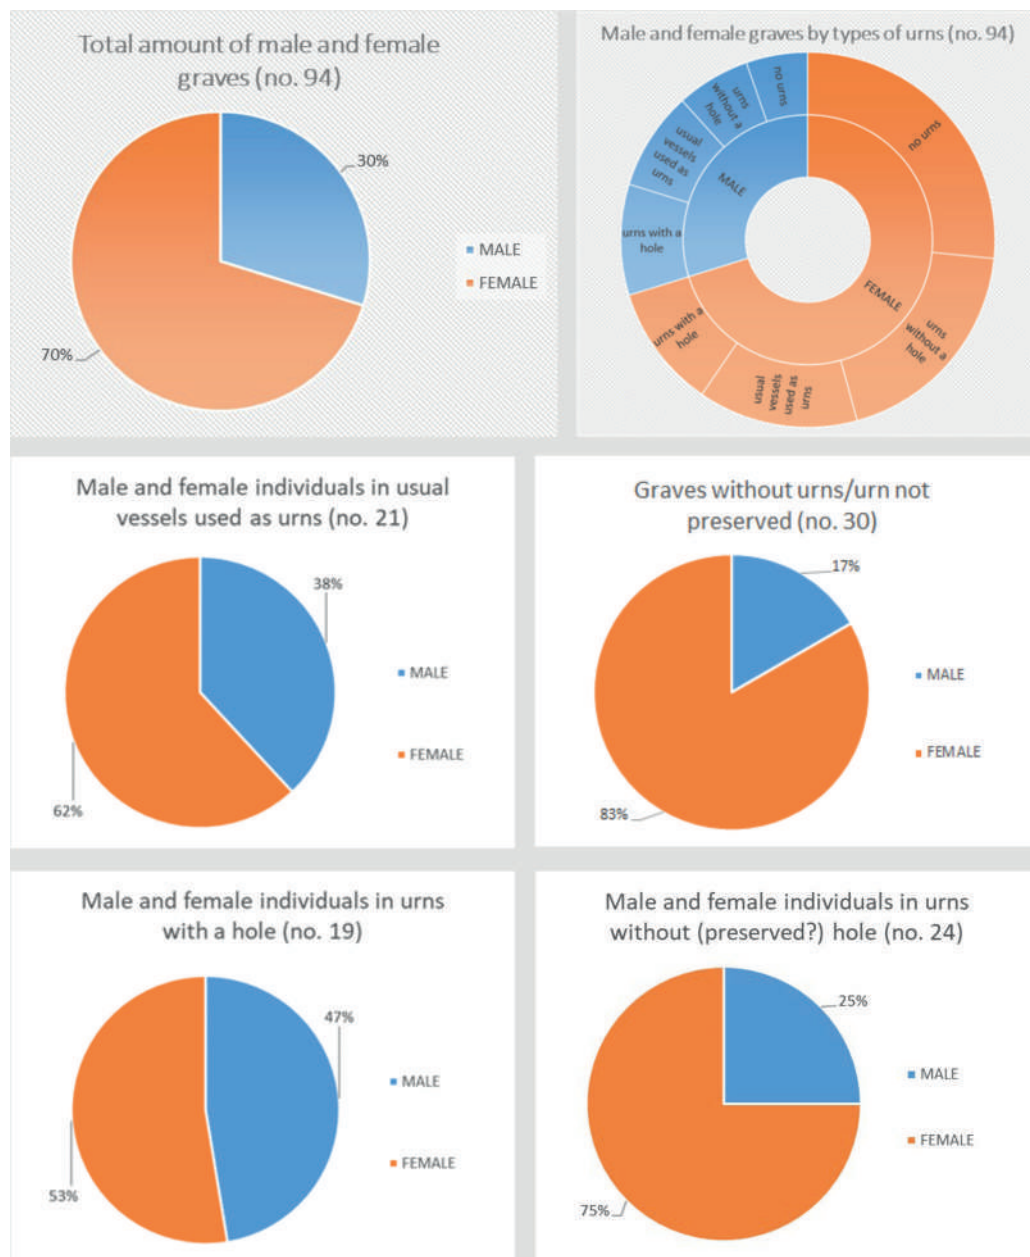 Total amount of male and female
graves (no. 94)
30%
70%
MALE
FEMALE
Male and female graves by types of urns (no. 94)
no urns
urns
without a
hole
usual
vessels
used as
urns
urns with a
hole
MALE
FEMALE
no urns
urns
without a
hole
usual
vessels
used as
urns
urns with a
hole
Male and female individuals in usual
vessels used as urns (no. 21)
38%
62%
MALE
FEMALE
Graves without urns/urn not
preserved (no. 30)
17%
83%
MALE
FEMALE
Male and female individuals in urns
with a hole (no. 19)
47%
53%
MALE
FEMALE
Male and female individuals in urns
without (preserved?) hole (no. 24)
25%
75%
MALE
FEMALE